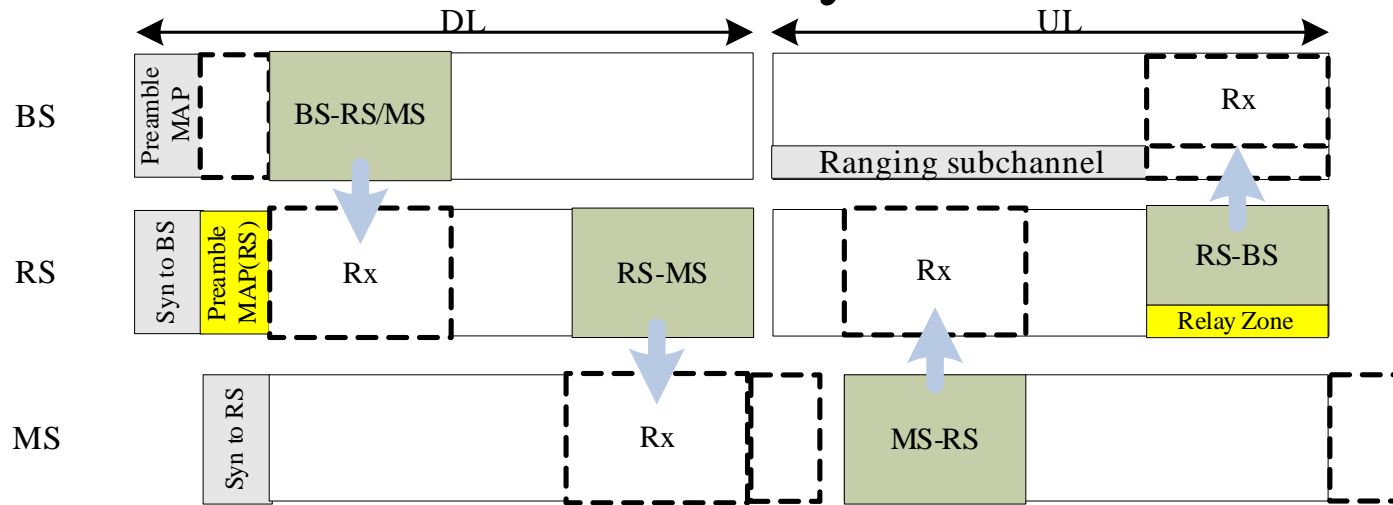 DL
UL
BS
Preamble
MAP
BS-RS/MS
Rx
Ranging subchannel
RS
Syn to BS
Preamble
MAP(RS)
Rx
RS-MS
Rx
RS-BS
Relay Zone
MS
Syn to RS
Rx
MS-RS